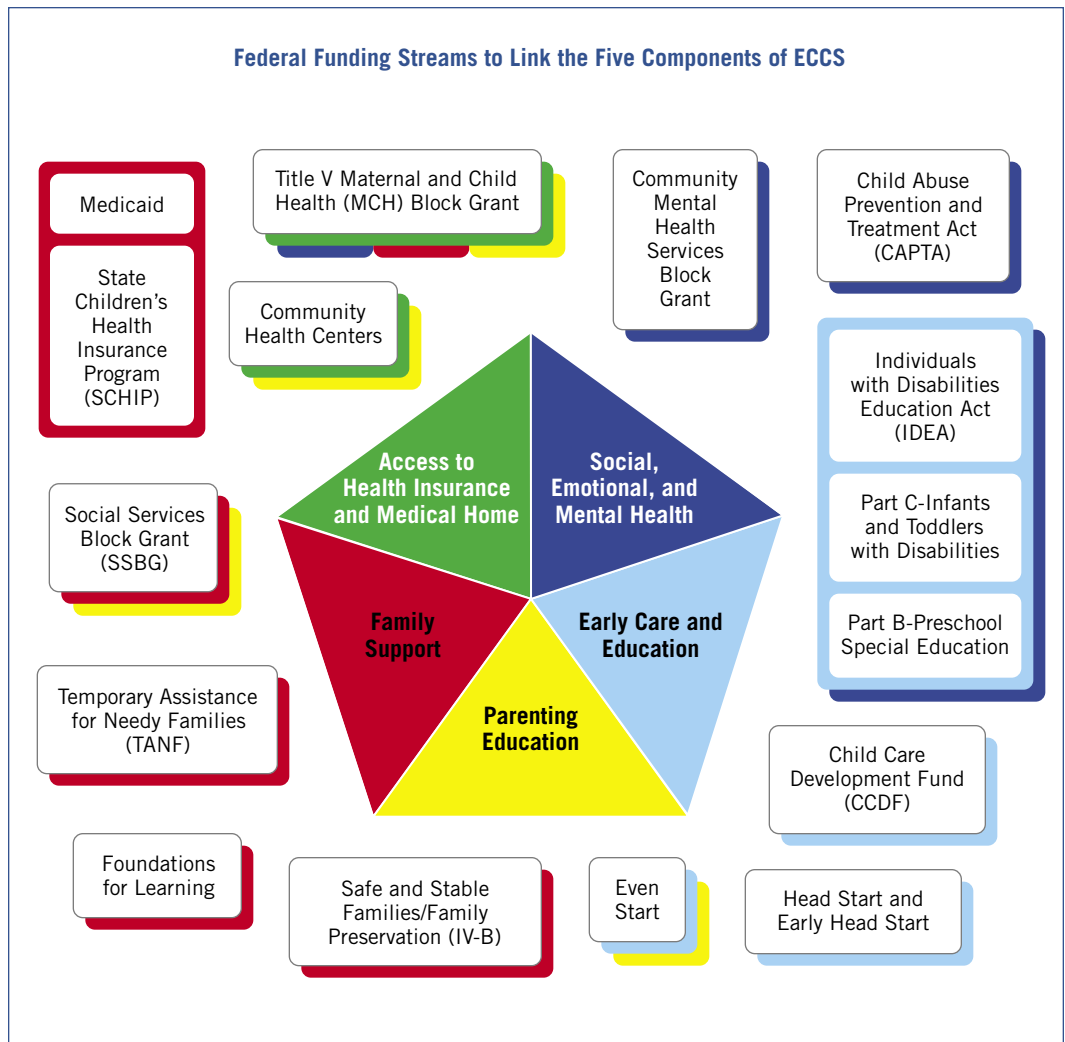 Federal Funding Streams to Link the Five Components of ECCS
Medicaid
State
Children’s
Health
Insurance
Program
(SCHIP)
Title V Maternal and Child
Health (MCH) Block Grant
Community
Health Centers
Community
Mental
Health
Services
Block
Grant
Child Abuse
Prevention and
Treatment Act
(CAPTA)
Individuals
with Disabilities
Education Act
(IDEA)
Part C-Infants
and Toddlers
with Disabilities
Part B-Preschool
Special Education
Access to
Health Insurance
and Medical Home
Social,
Emotional, and
Mental Health
Social Services
Block Grant
(SSBG)
Family
Support
Early Care and
Education
Parenting
Education
Temporary Assistance
for Needy Families
(TANF)
Child Care
Development Fund
(CCDF)
Foundations
for Learning
Safe and Stable
Families/Family
Preservation (IV-B)
Even
Start
Head Start and
Early Head Start